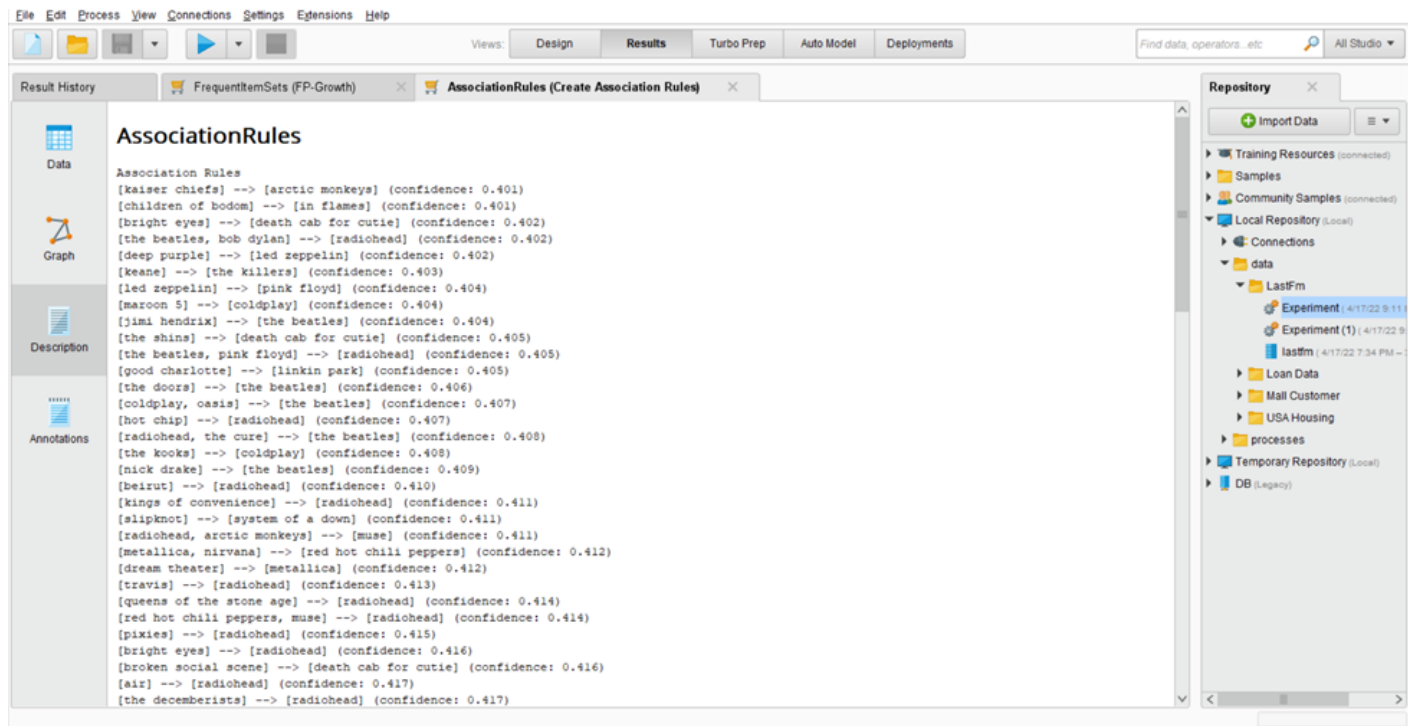 File Edit Process View Connections Settings Extensions Help
Views: Design Results Turbo Prep Auto Model Deployments
Find data, operators...etc
All Studio
Result History
FrequentItemSets (FP-Growth)
AssociationRules (Create Association Rules)
Repository
Data
Graph
Description
Annotations
AssociationRules
Association Rules
[kaiser chiefs] --> [arctic monkeys] (confidence: 0.401)
[children of bodom] --> [in flames] (confidence: 0.401)
[bright eyes] --> [death cab for cutie] (confidence: 0.402)
[the beatles, bob dylan] --> [radiohead] (confidence: 0.402)
[deep purple] --> [led zeppelin] (confidence: 0.402)
[keane] --> [the killers] (confidence: 0.403)
[led zeppelin] --> [pink floyd] (confidence: 0.404)
[maroon 5] --> [coldplay] (confidence: 0.404)
[jimi hendrix] --> [the beatles] (confidence: 0.404)
[the shins] --> [death cab for cutie] (confidence: 0.405)
[the beatles, pink floyd] --> [radiohead] (confidence: 0.405)
[good charlotte] --> [linkin park] (confidence: 0.405)
[the doors] --> [the beatles] (confidence: 0.406)
[coldplay, oasis] --> [the beatles] (confidence: 0.407)
[hot chip] --> [radiohead] (confidence: 0.407)
[radiohead, the cure] --> [the beatles] (confidence: 0.408)
[the kooks] --> [coldplay] (confidence: 0.408)
[nick drake] --> [the beatles] (confidence: 0.409)
[beirut] --> [radiohead] (confidence: 0.410)
[kings of convenience] --> [radiohead] (confidence: 0.411)
[slipknot] --> [system of a down] (confidence: 0.411)
[radiohead, arctic monkeys] --> [muse] (confidence: 0.411)
[metallica, nirvana] --> [red hot chili peppers] (confidence: 0.412)
[dream theater] --> [metallica] (confidence: 0.412)
[travis] --> [radiohead] (confidence: 0.413)
[queens of the stone age] --> [radiohead] (confidence: 0.414)
[red hot chili peppers, muse] --> [radiohead] (confidence: 0.414)
[pixies] --> [radiohead] (confidence: 0.415)
[bright eyes] --> [radiohead] (confidence: 0.416)
[broken social scene] --> [death cab for cutie] (confidence: 0.416)
[air] --> [radiohead] (confidence: 0.417)
[the decemberists] --> [radiohead] (confidence: 0.417)
Import Data
Training Resources (connected)
Samples
Community Samples (connected)
Local Repository (Local)
Connections
data
LastFm
Experiment ( 4/17/22 9:11
Experiment (1) ( 4/17/22 9:
lastfm ( 4/17/22 7:34 PM –
Loan Data
Mall Customer
USA Housing
processes
Temporary Repository (Local)
DB (Legacy)